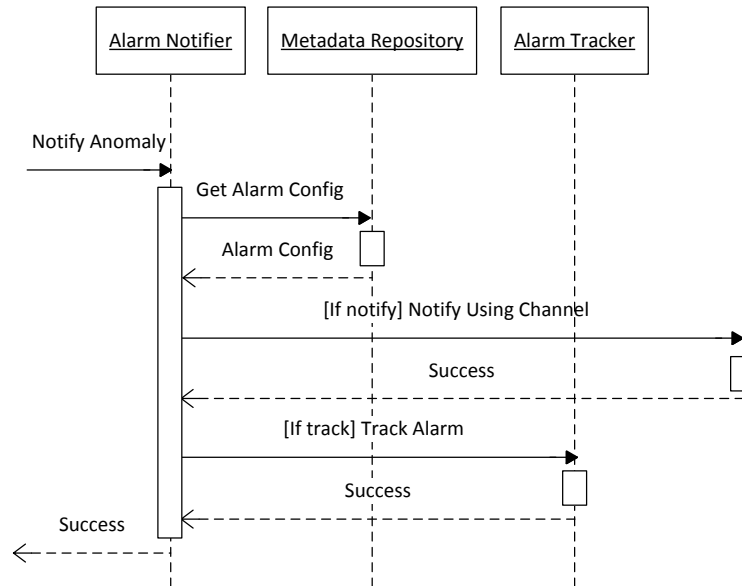 Alarm Notifier
Metadata Repository
Alarm Tracker
Notify Anomaly
Get Alarm Config
Alarm Config
[If notify] Notify Using Channel
Success
[If track] Track Alarm
Success
Success